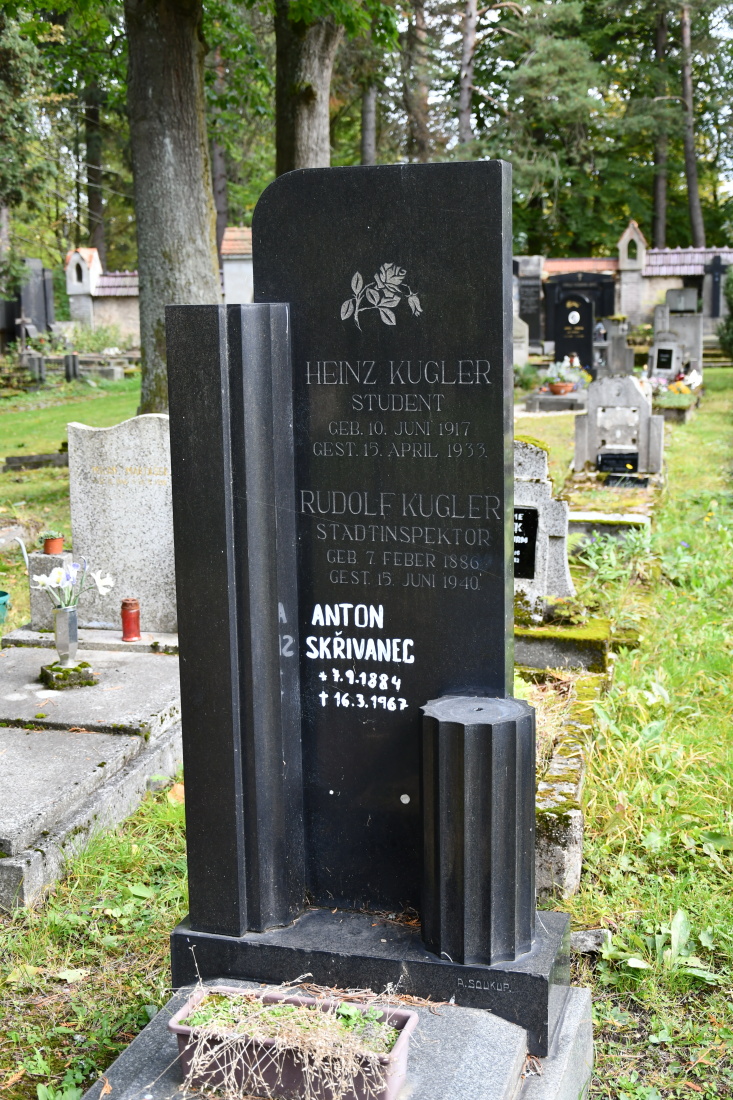 HEINZ KUGLER
STUDENT
GEB. 10. JUNI 1917
GEST. 15. APRIL 1933.
RUDOLF KUGLER
STADTINSPEKTOR
GEB 7. FEBER 1886
GEST. 15. JUNI 1940.
ANTON
SKŘIVANEC
* 7.9.1884
† 16.3.1967
R. SOUKUP.